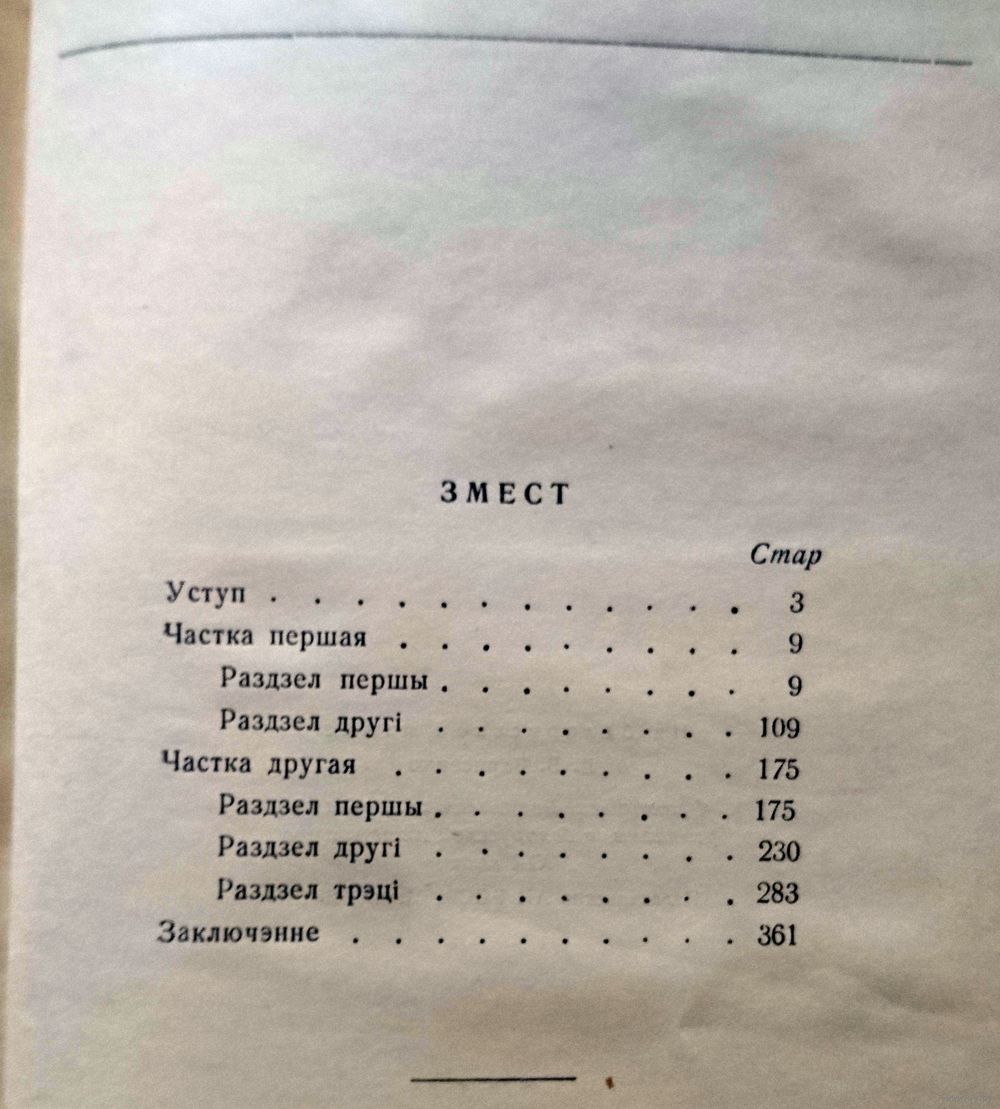 ЗМЕСТ
Стар
Уступ . . . . . . . . . . . . 3
Частка першая . . . . . . . . . 9
Раздзел першы . . . . . . . . 9
Раздзел другі . . . . . . . . 109
Частка другая . . . . . . . . . 175
Раздзел першы . . . . . . . . 175
Раздзел другі . . . . . . . . 230
Раздзел трэці . . . . . . . . 283
Заключэнне . . . . . . . . . . 361